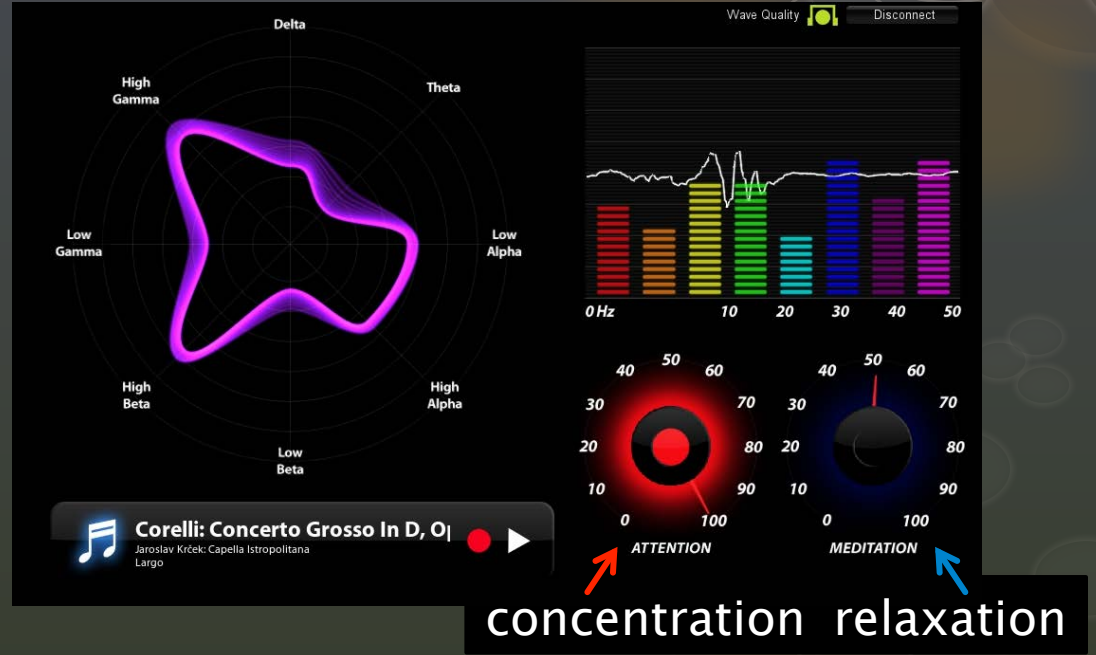 Wave Quality Disconnect
Delta
Theta
Low
Alpha
High
Alpha
Low
Beta
High
Beta
Low
Gamma
High
Gamma
0 Hz 10 20 30 40 50
0 10 20 30 40 50 60 70 80 90 100
ATTENTION
0 10 20 30 40 50 60 70 80 90 100
MEDITATION
Corelli: Concerto Grosso In D, Op
Jaroslav Krček: Capella Istropolitana
Largo
concentration relaxation